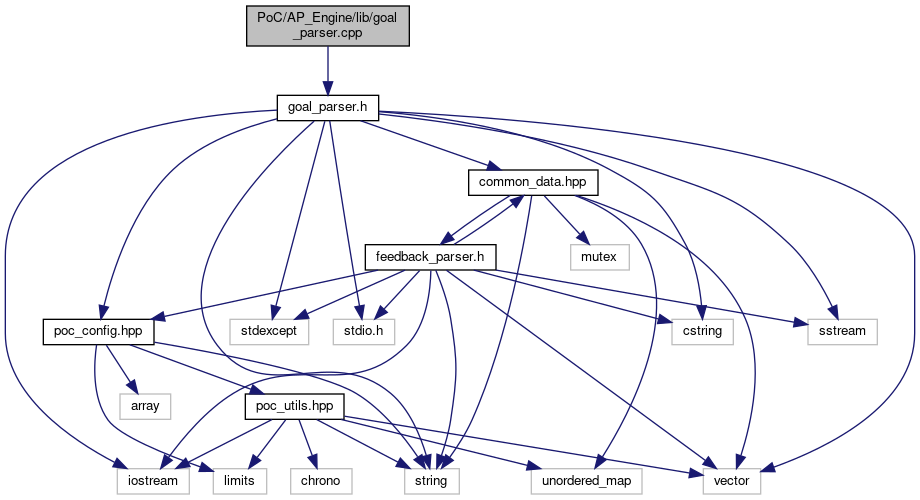 PoC/AP_Engine/lib/goal
_parser.cpp
goal_parser.h
common_data.hpp
feedback_parser.h
mutex
poc_config.hpp
stdexcept
stdio.h
cstring
sstream
array
poc_utils.hpp
iostream
limits
chrono
string
unordered_map
vector